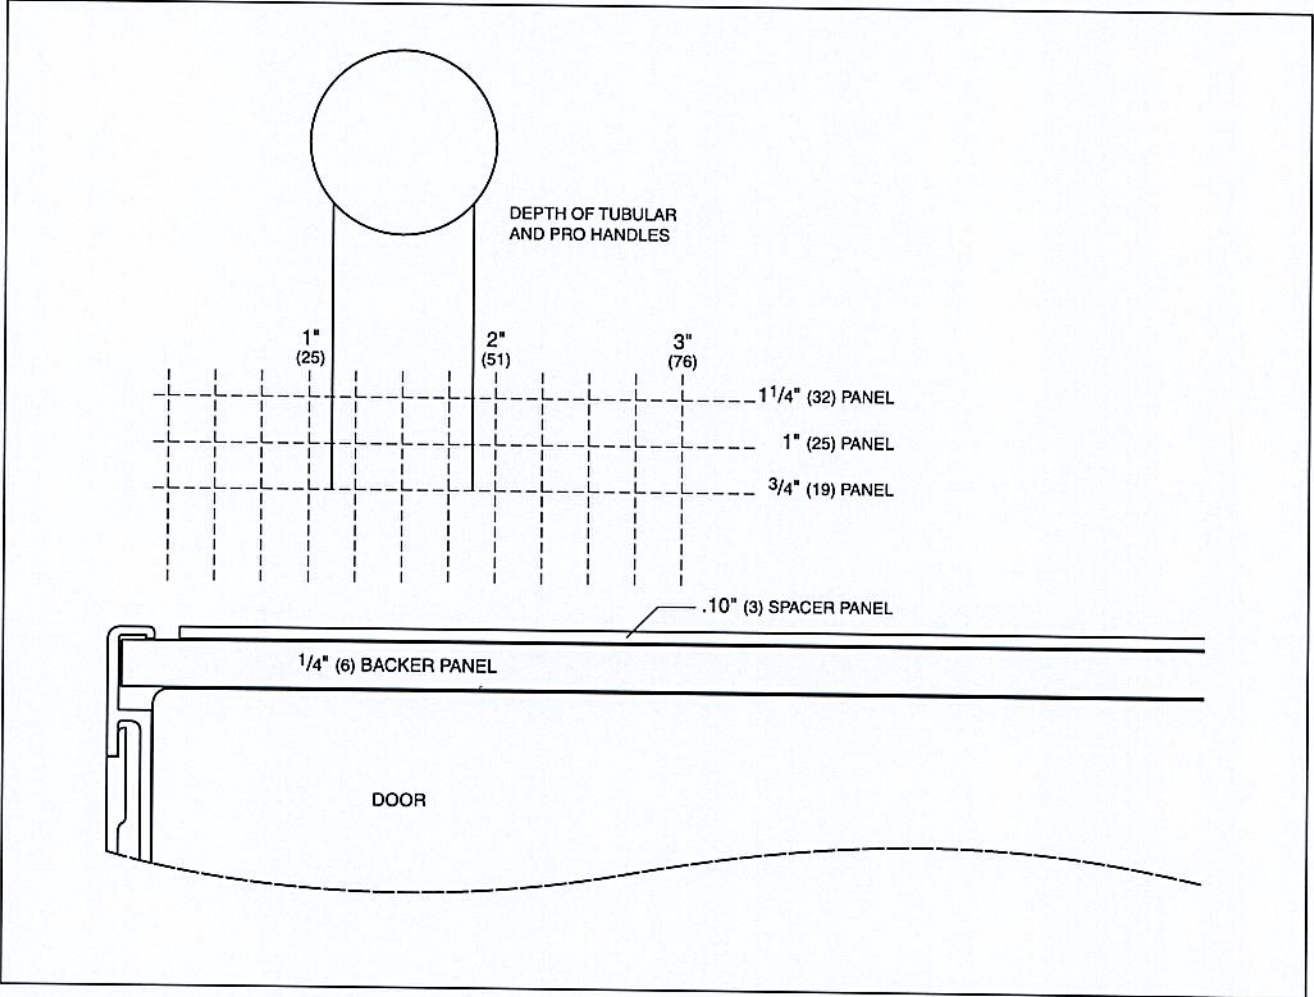 DEPTH OF TUBULAR
AND PRO HANDLES
1" 2" 3"
(25) (51) (76)
1 1/4" (32) PANEL
1" (25) PANEL
3/4" (19) PANEL
.10" (3) SPACER PANEL
1/4" (6) BACKER PANEL
DOOR